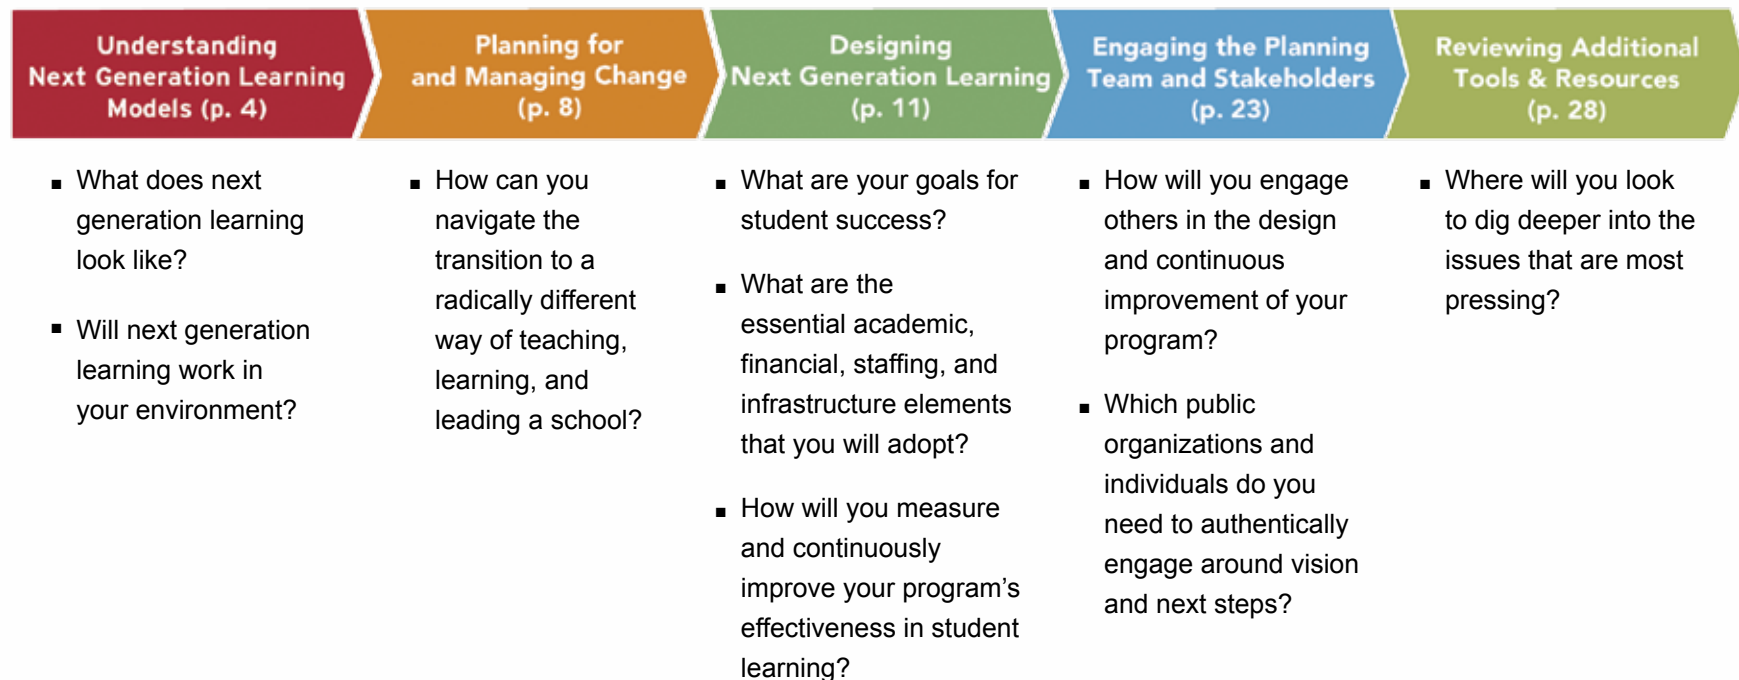 Understanding
Next Generation Learning
Models (p. 4)
Planning for
and Managing Change
(p. 8)
Designing
Next Generation Learning
(p. 11)
Engaging the Planning
Team and Stakeholders
(p. 23)
Reviewing Additional
Tools & Resources
(p. 28)
▪ What does next
generation learning
look like?
▪ Will next generation
learning work in
your environment?
▪ How can you
navigate the
transition to a
radically different
way of teaching,
learning, and
leading a school?
▪ What are your goals for
student success?
▪ What are the
essential academic,
financial, staffing, and
infrastructure elements
that you will adopt?
▪ How will you measure
and continuously
improve your program’s
effectiveness in student
learning?
▪ How will you engage
others in the design
and continuous
improvement of your
program?
▪ Which public
organizations and
individuals do you
need to authentically
engage around vision
and next steps?
▪ Where will you look
to dig deeper into the
issues that are most
pressing?